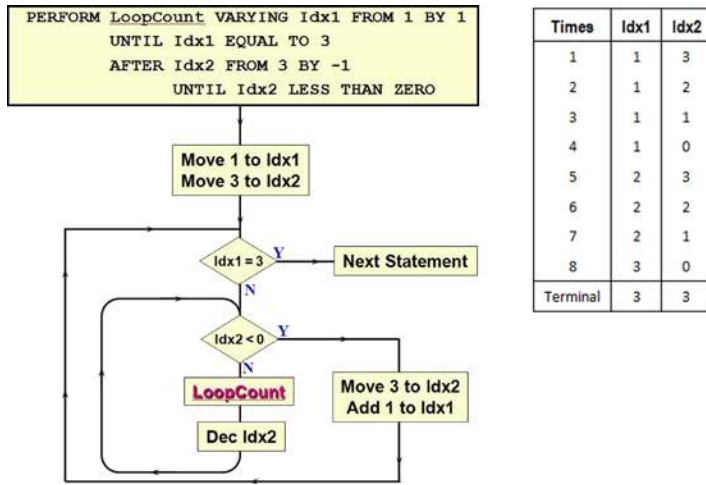 PERFORM LoopCount VARYING Idx1 FROM 1 BY 1
UNTIL Idx1 EQUAL TO 3
AFTER Idx2 FROM 3 BY -1
UNTIL Idx2 LESS THAN ZERO
Move 1 to Idx1
Move 3 to Idx2
Idx1 = 3
Y
Next Statement
N
Idx2 < 0
Y
N
LoopCount
Dec Idx2
Move 3 to Idx2
Add 1 to Idx1
Times Idx1 Idx2
1 1 3
2 1 2
3 1 1
4 1 0
5 2 3
6 2 2
7 2 1
8 3 0
Terminal 3 3